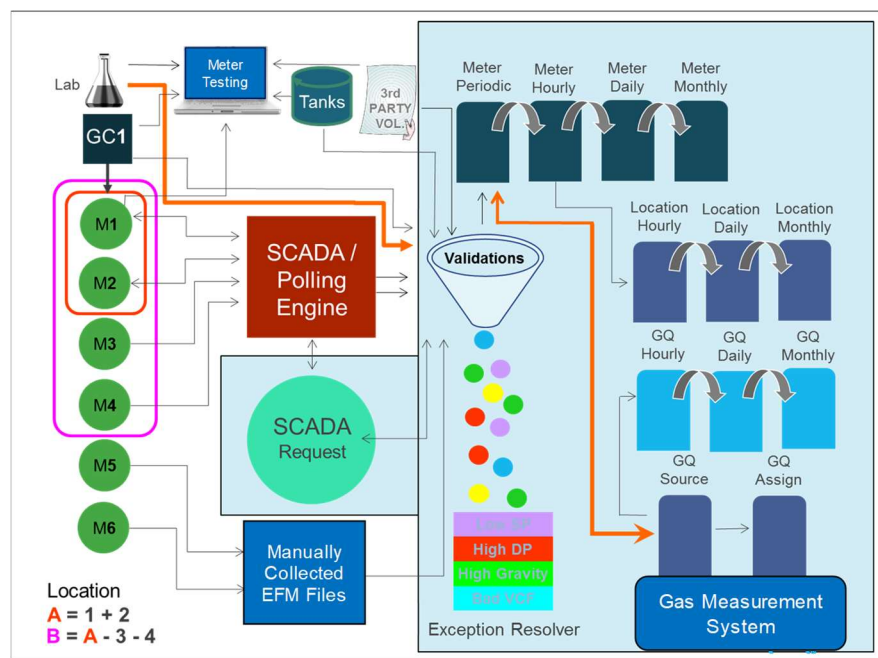 Lab
Meter
Testing
Tanks
3rd
PARTY
VOL.
GC1
M1
M2
M3
M4
M5
M6
SCADA /
Polling
Engine
SCADA
Request
Manually
Collected
EFM Files
Location
A = 1 + 2
B = A - 3 - 4
Validations
Low DP
High DP
High Gravity
Bad VCF
Exception Resolver
Meter
Periodic
Meter
Hourly
Meter
Daily
Meter
Monthly
Location
Hourly
Location
Daily
Location
Monthly
GQ
Hourly
GQ
Daily
GQ
Monthly
GQ
Source
GQ
Assign
Gas Measurement
System